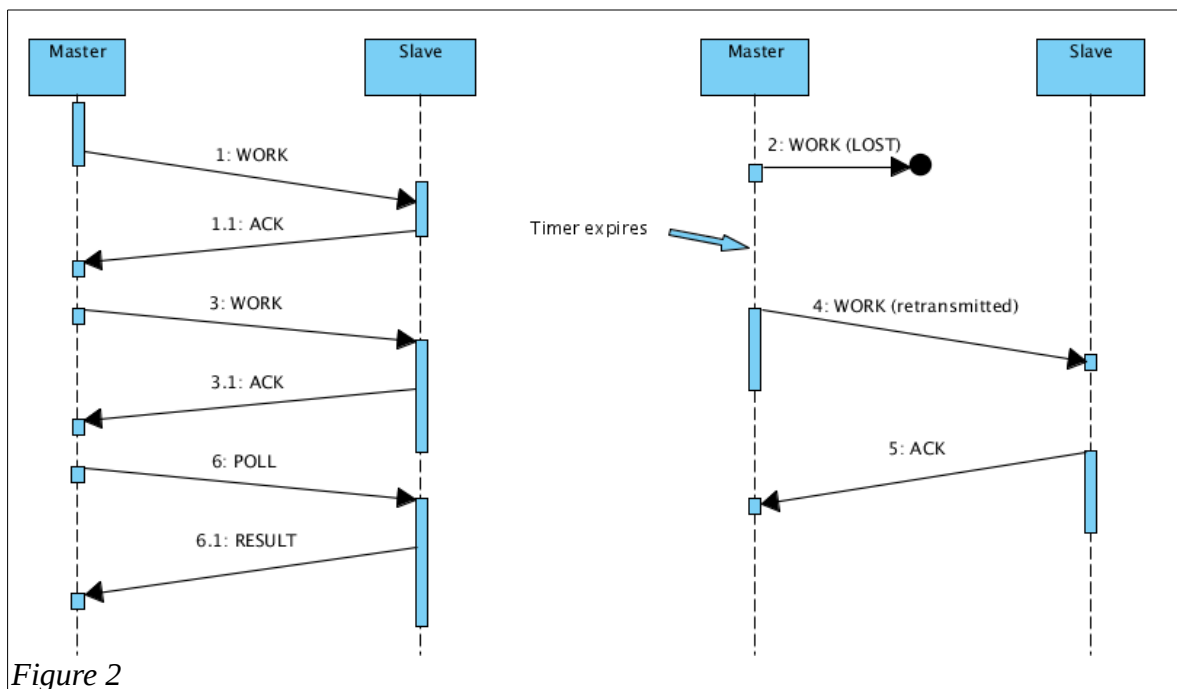 Master
Slave
1: WORK
1.1: ACK
3: WORK
3.1: ACK
6: POLL
6.1: RESULT
Master
Slave
2: WORK (LOST)
Timer expires
4: WORK (retransmitted)
5: ACK
Figure 2